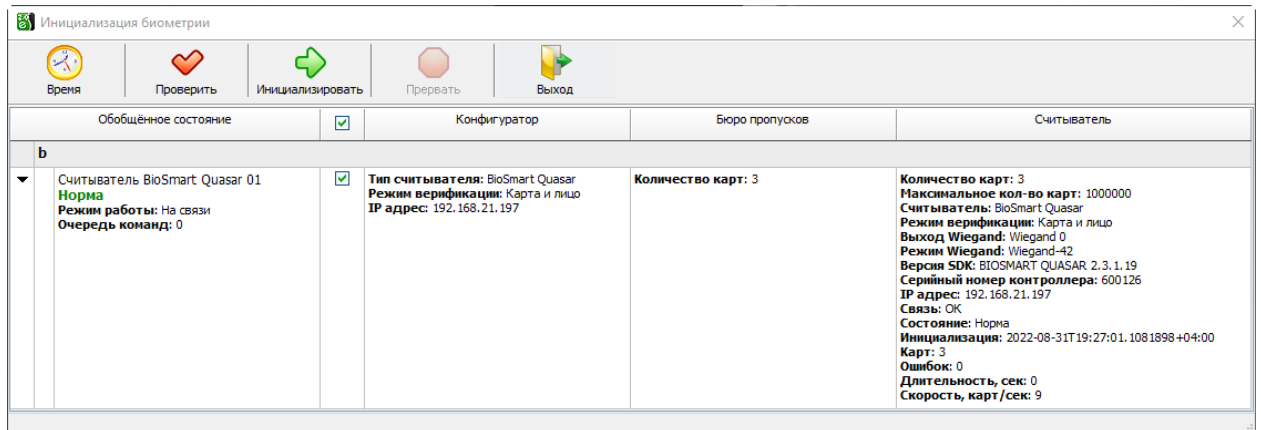 Инициализация биометрии
Время Проверить Инициализировать Прервать Выход
Обобщённое состояние Конфигуратор Бюро пропусков Считыватель
b
Считыватель BioSmart Quasar 01
Норма
Режим работы: На связи
Очередь команд: 0
Тип считывателя: BioSmart Quasar
Режим верификации: Карта и лицо
IP адрес: 192.168.21.197
Количество карт: 3
Количество карт: 3
Максимальное кол-во карт: 1000000
Считыватель: BioSmart Quasar
Режим верификации: Карта и лицо
Выход Wiegand: Wiegand 0
Режим Wiegand: Wiegand-42
Версия SDK: BIOSMART QUASAR 2.3.1.19
Серийный номер контроллера: 600126
IP адрес: 192.168.21.197
Связь: OK
Состояние: Норма
Инициализация: 2022-08-31T19:27:01.1081898+04:00
Карт: 3
Ошибок: 0
Длительность, сек: 0
Скорость, карт/сек: 9